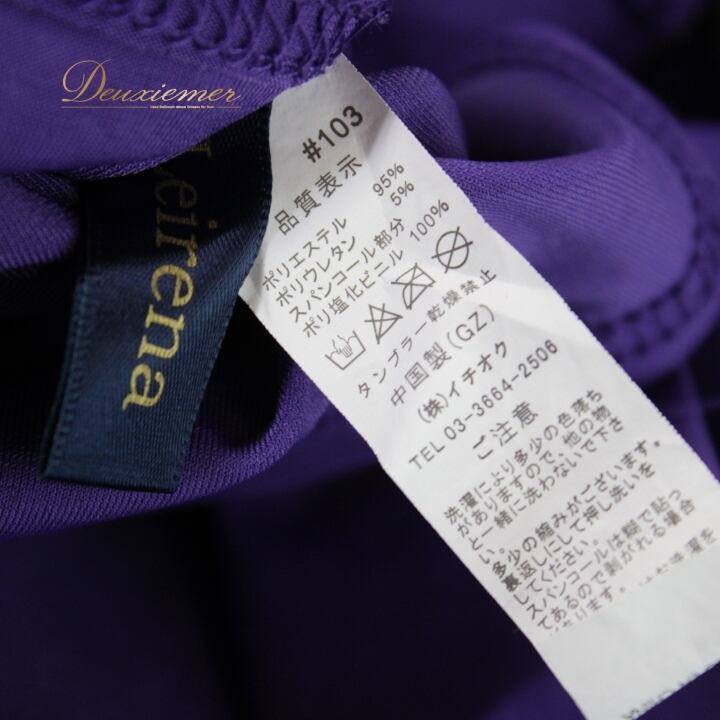 Deuxiemer
eirena
#103
品質表示
ポリエステル 95%
ポリウレタン 5%
スパンコール部分
ポリ塩化ビニル 100%
タンブラー乾燥禁止
中国製(GZ)
(株)イチオク
TEL 03-3664-2506
ご注意
洗濯により多少の色落ち
がありますので、他の物
と一緒に洗わないで下さ
い。
多少の縮みがございます。
裏返しにして押し洗いを
してください。
スパンコールは糊で貼っ
てあるので剥がれる場合
あります。